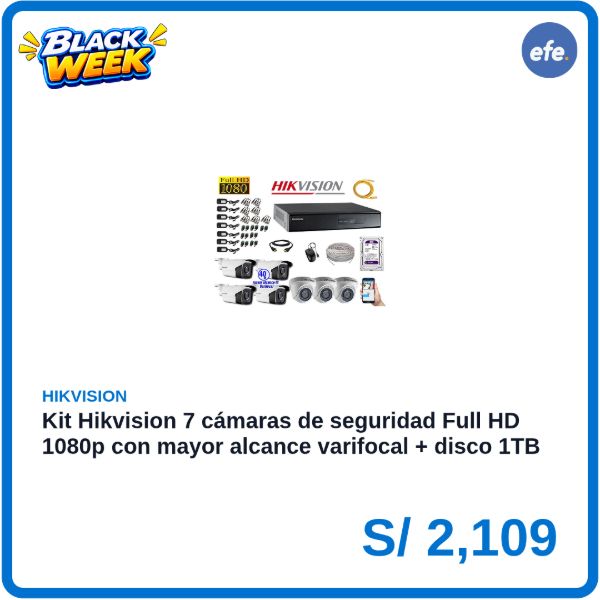 BLACK
WEEK
efe.
Full HD
1080
HIKVISION
HIKVISION
Kit Hikvision 7 cámaras de seguridad Full HD
1080p con mayor alcance varifocal + disco 1TB
S/ 2,109